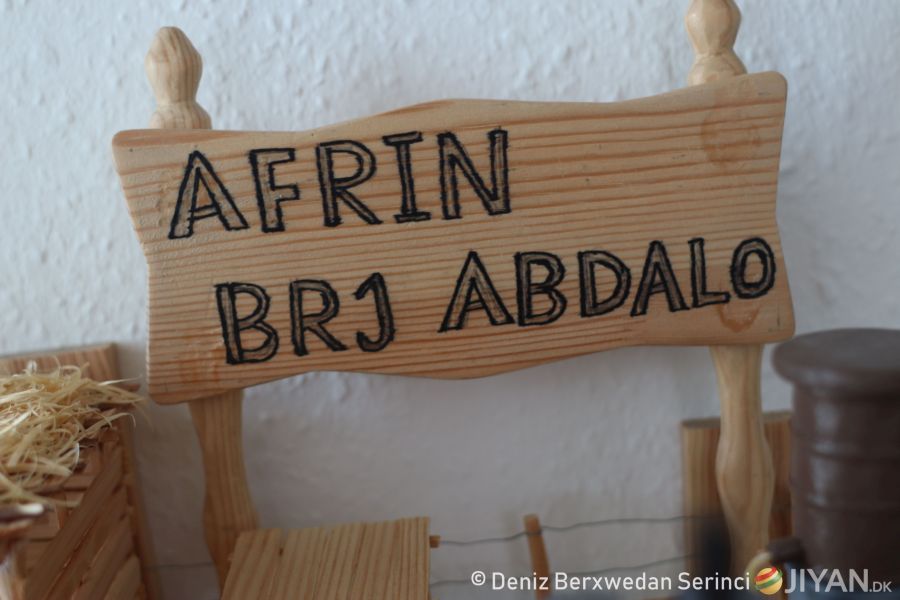 AFRIN
BRJ ABDALO
© Deniz Berxwedan Serinci JIYAN.DK